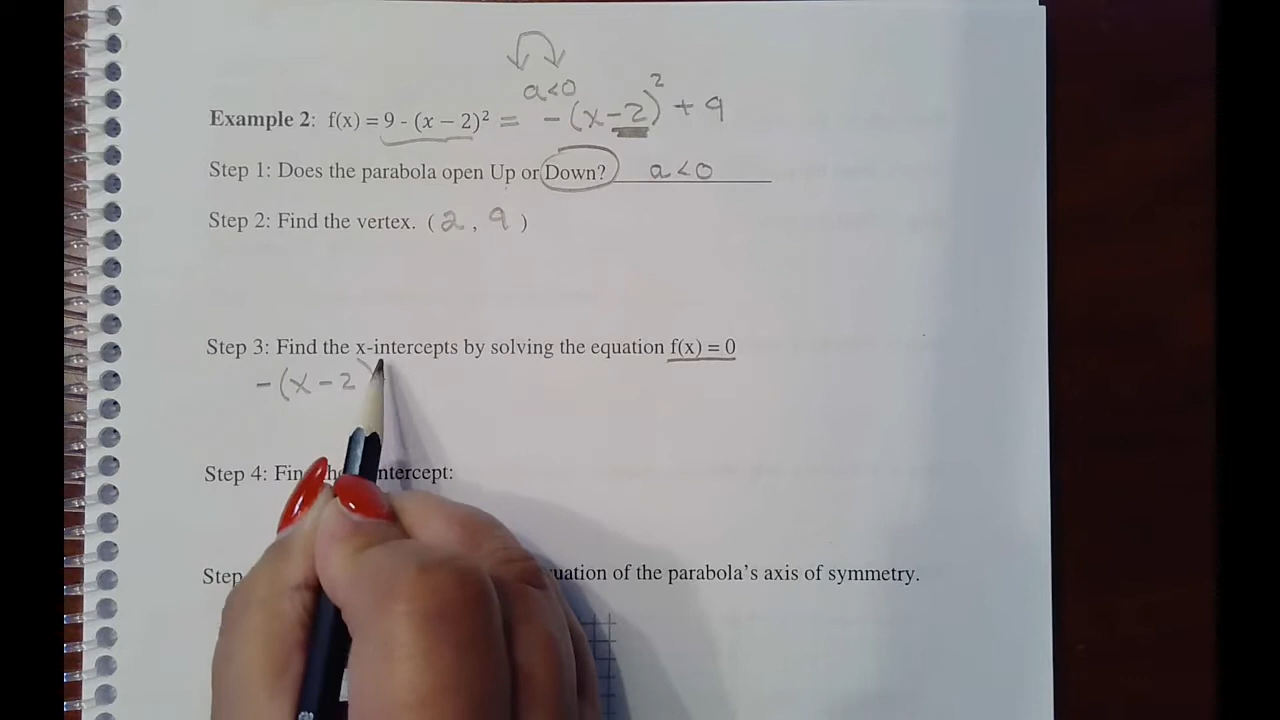 a<0
Example 2: f(x) = 9 - (x – 2)² = -(x-2)² + 9
Step 1: Does the parabola open Up or Down? a<0
Step 2: Find the vertex. (2, 9)
Step 3: Find the x-intercepts by solving the equation f(x) = 0
-(x-2)
Step 4: intercept:
Step of the parabola's axis of symmetry.